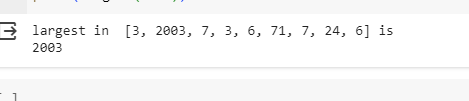 largest in  [3, 2003, 7, 3, 6, 71, 7, 24, 6] is
2003
[ ]